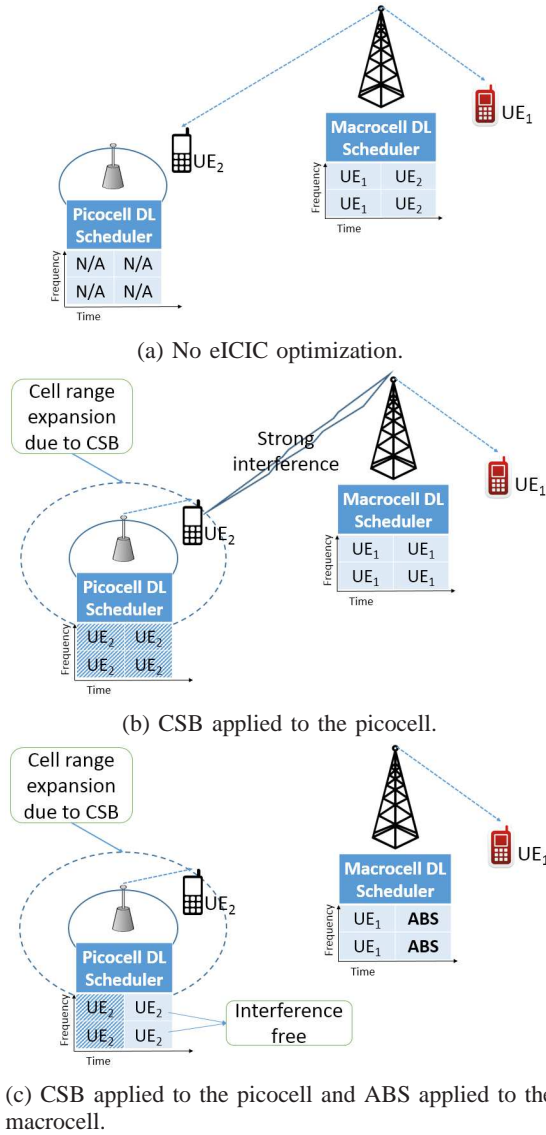 UE₁
UE₂
Macrocell DL
Scheduler
Frequency
UE₁ UE₂
UE₁ UE₂
Time
Picocell DL
Scheduler
Frequency
N/A N/A
N/A N/A
Time
(a) No eICIC optimization.
Cell range
expansion
due to CSB
Strong
interference
UE₁
UE₂
Macrocell DL
Scheduler
Frequency
UE₁ UE₁
UE₁ UE₁
Time
Picocell DL
Scheduler
Frequency
UE₂ UE₂
UE₂ UE₂
Time
(b) CSB applied to the picocell.
Cell range
expansion
due to CSB
UE₁
UE₂
Macrocell DL
Scheduler
Frequency
UE₁ ABS
UE₁ ABS
Time
Picocell DL
Scheduler
Frequency
UE₂ UE₂
UE₂ UE₂
Time
Interference
free
(c) CSB applied to the picocell and ABS applied to the
macrocell.